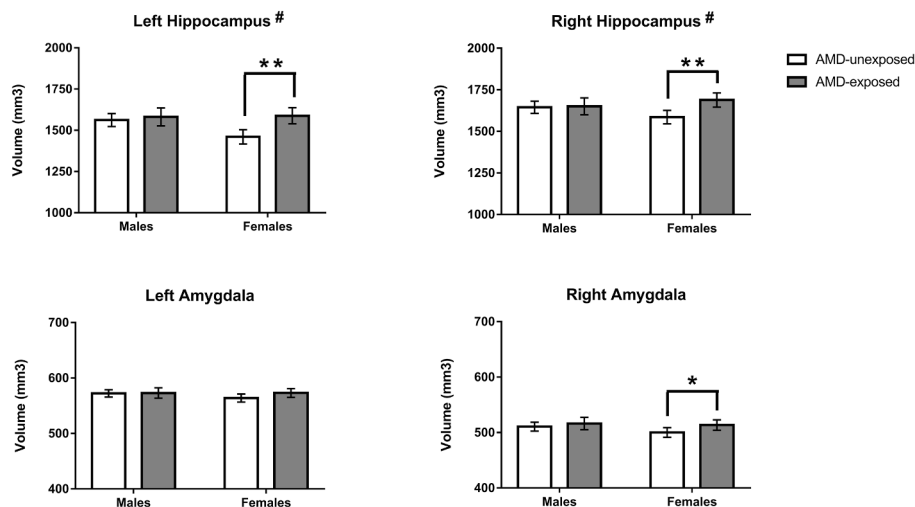 Left Hippocampus #
Volume (mm3)
2000
1750
1500
1250
1000
**
Males
Females
Right Hippocampus #
Volume (mm3)
2000
1750
1500
1250
1000
**
Males
Females
AMD-unexposed
AMD-exposed
Left Amygdala
Volume (mm3)
700
600
500
400
Males
Females
Right Amygdala
Volume (mm3)
700
600
500
400
*
Males
Females